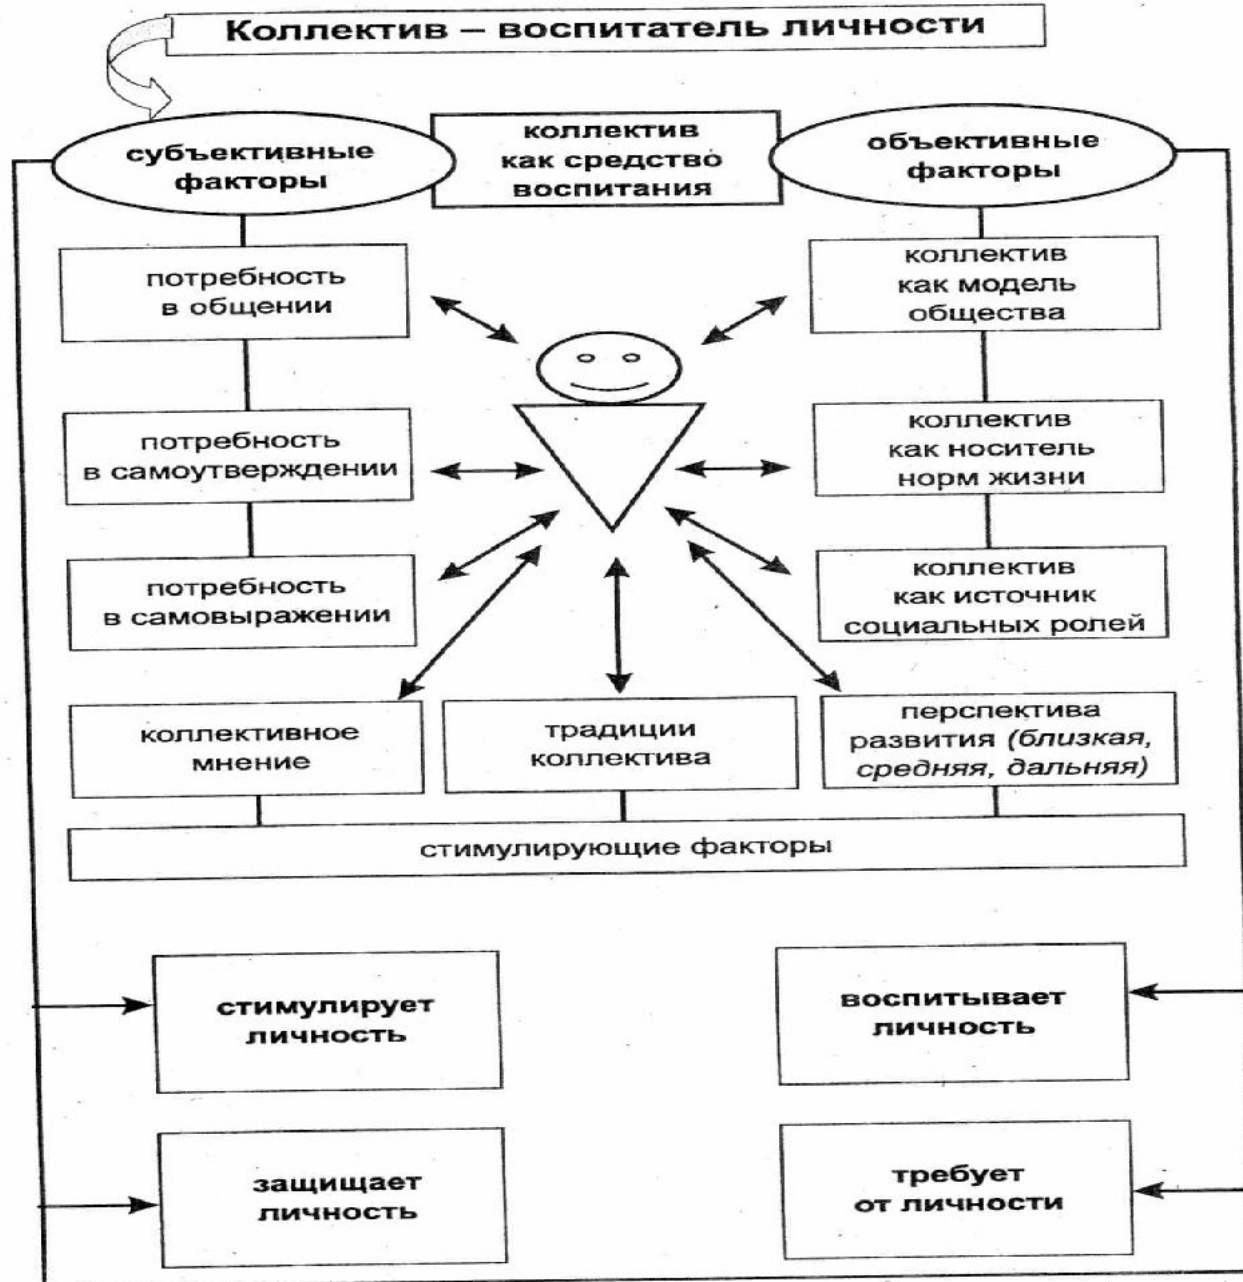 Коллектив – воспитатель личности
субъективные
факторы
коллектив
как средство
воспитания
объективные
факторы
потребность
в общении
коллектив
как модель
общества
потребность
в самоутверждении
коллектив
как носитель
норм жизни
потребность
в самовыражении
коллектив
как источник
социальных ролей
коллективное
мнение
традиции
коллектива
перспектива
развития (близкая,
средняя, дальняя)
стимулирующие факторы
стимулирует
личность
воспитывает
личность
защищает
личность
требует
от личности